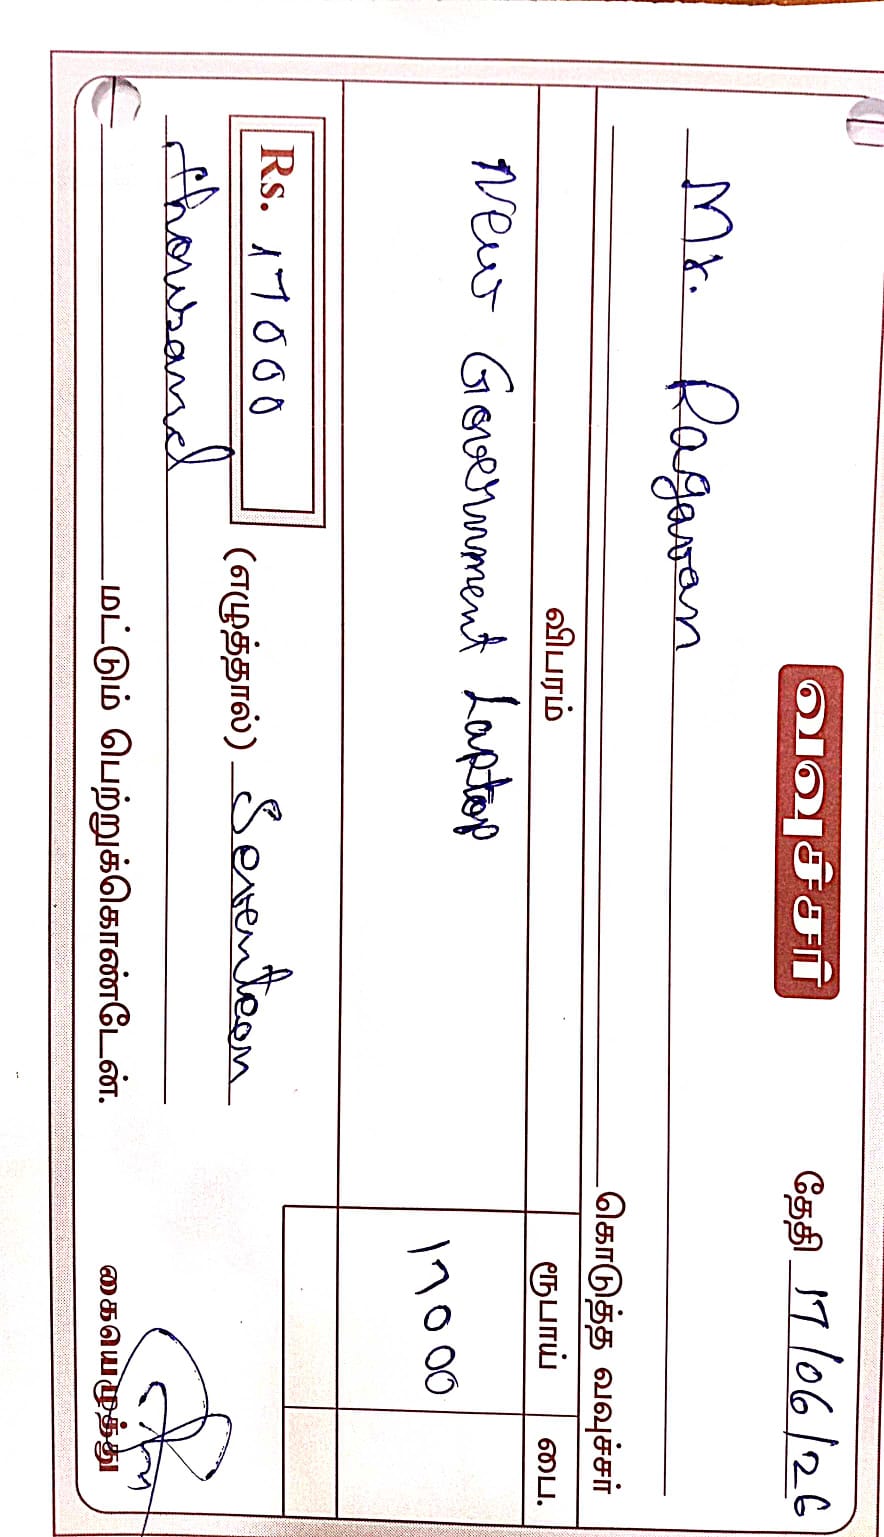 வவுச்சர்
தேதி 17/06/26
Mr. Ragavan
கொடுத்த வவுச்சர்
விபரம் ரூபாய் பை.
New Government Laptop
17000
Rs. 17000 (எழுத்தால்) Seventeen
thousand
மட்டும் பெற்றுக்கொண்டேன். கையெழுத்து